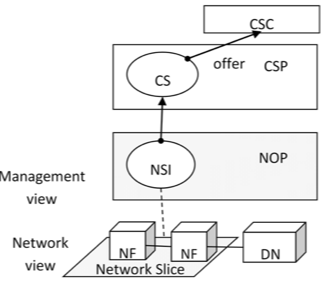 CSC
offer
CSP
CS
NOP
NSI
Management
view
Network
view
NF
NF
DN
Network Slice